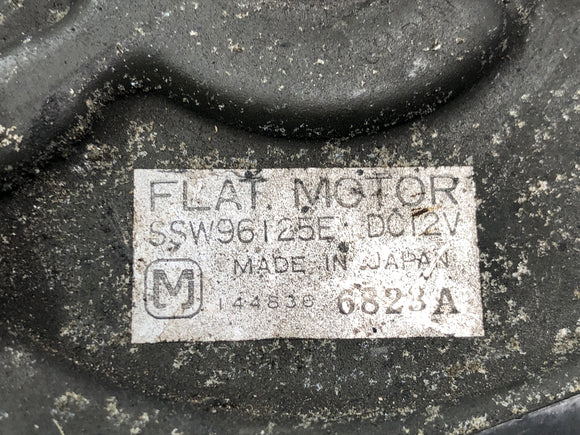 FLAT. MOTOR
SSW96125E DC12V
MADE IN JAPAN
M 144836 6823A